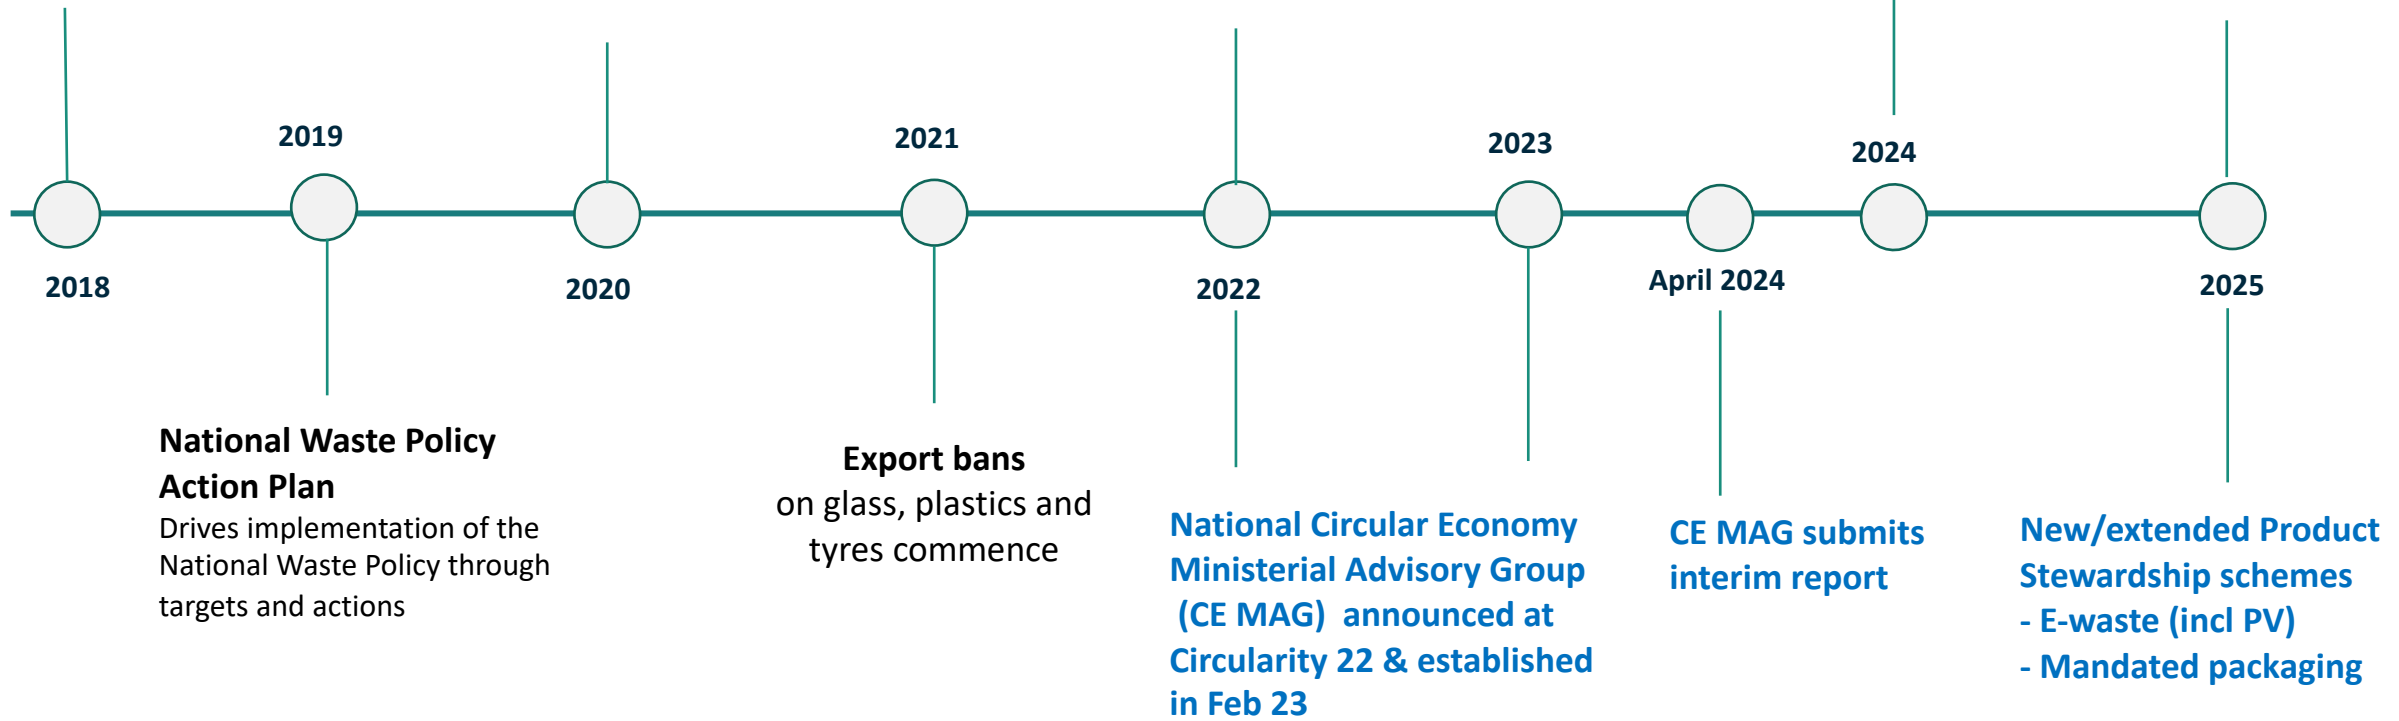 2019
2021
2023
2024
2018
2020
2022
April 2024
2025
National Waste Policy
Action Plan
Drives implementation of the
National Waste Policy through
targets and actions
Export bans
on glass, plastics and
tyres commence
National Circular Economy
Ministerial Advisory Group
(CE MAG) announced at
Circularity 22 & established
in Feb 23
CE MAG submits
interim report
New/extended Product
Stewardship schemes
- E-waste (incl PV)
- Mandated packaging